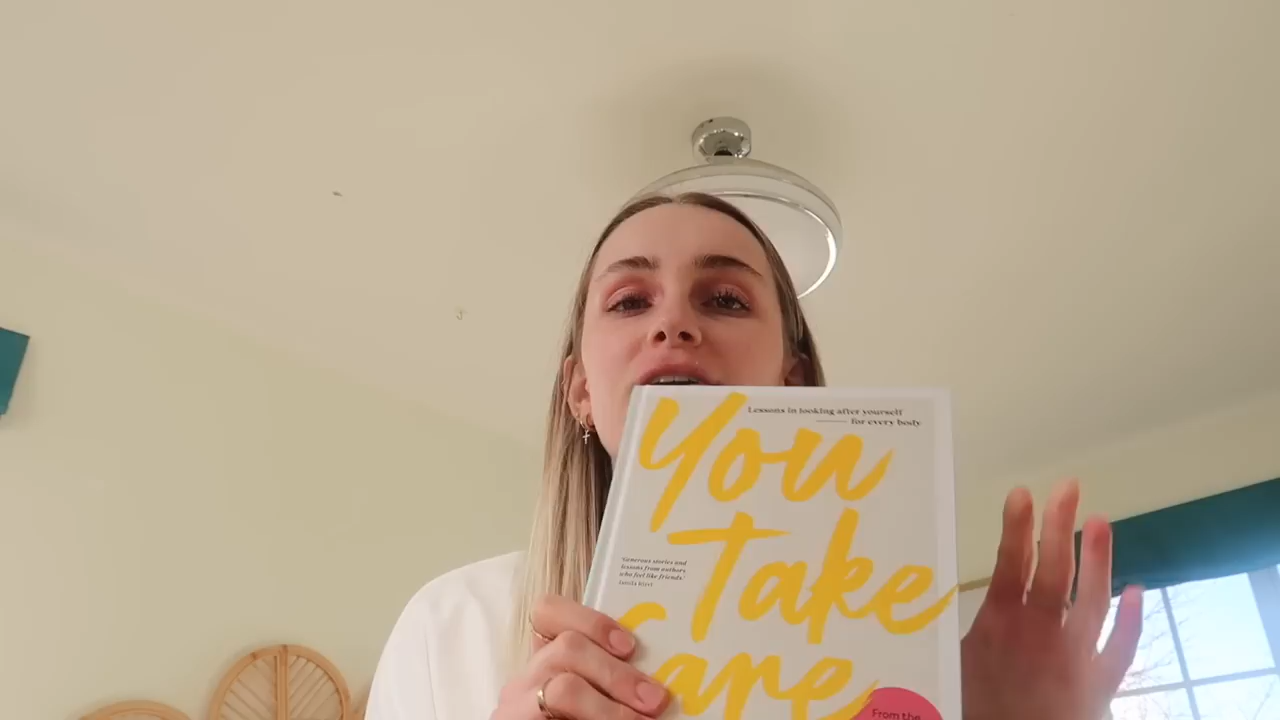 You
Lessons in looking after yourself
for every body
Take
'Generous stories and
lessons from authors
who feel like friends.'
Care
From the